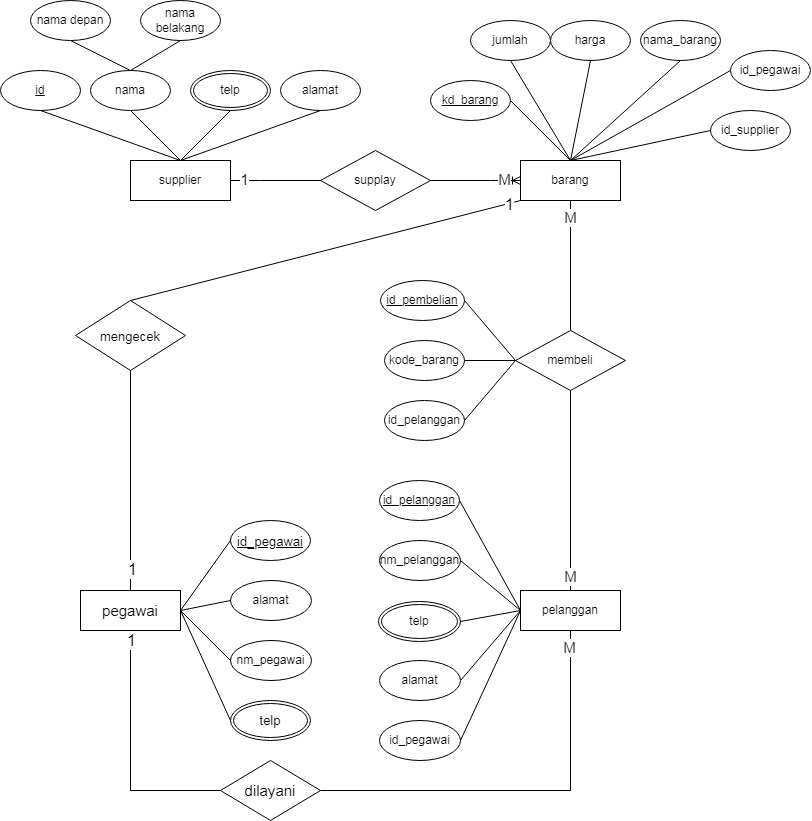 nama depan
nama
belakang
id
nama
telp
alamat
jumlah
harga
nama_barang
id_pegawai
kd_barang
id_supplier
supplier
1
supplay
M
barang
1
M
mengecek
id_pembelian
kode_barang
membeli
id_pelanggan
id_pelanggan
id_pegawai
nm_pelanggan
1
M
alamat
pegawai
telp
pelanggan
1
M
nm_pegawai
alamat
telp
id_pegawai
dilayani